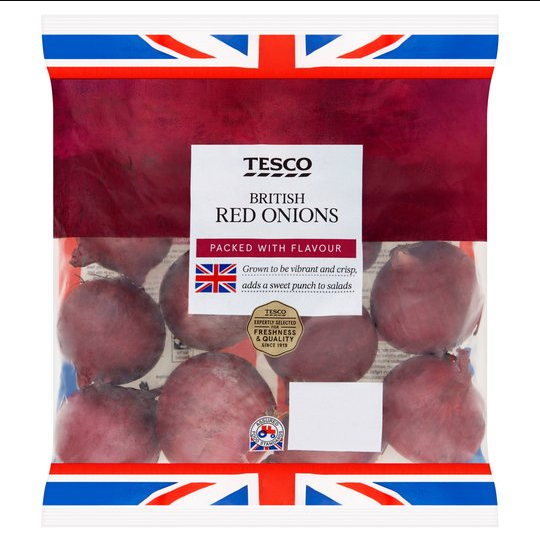 TESCO
BRITISH
RED ONIONS
PACKED WITH FLAVOUR
Grown to be vibrant and crisp,
adds a sweet punch to salads
TESCO
EXPERTLY SELECTED
FOR
FRESHNESS
& QUALITY
SINCE 1919